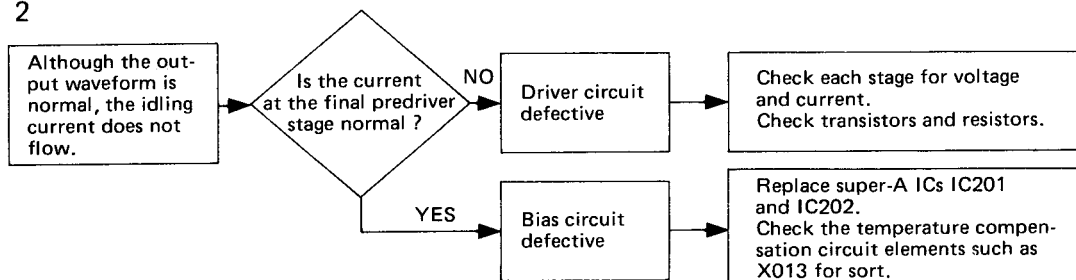 2
Although the out-
put waveform is
normal, the idling
current does not
flow.
Is the current
at the final predriver
stage normal ?
NO
Driver circuit
defective
Check each stage for voltage
and current.
Check transistors and resistors.
YES
Bias circuit
defective
Replace super-A ICs IC201
and IC202.
Check the temperature compen-
sation circuit elements such as
X013 for sort.